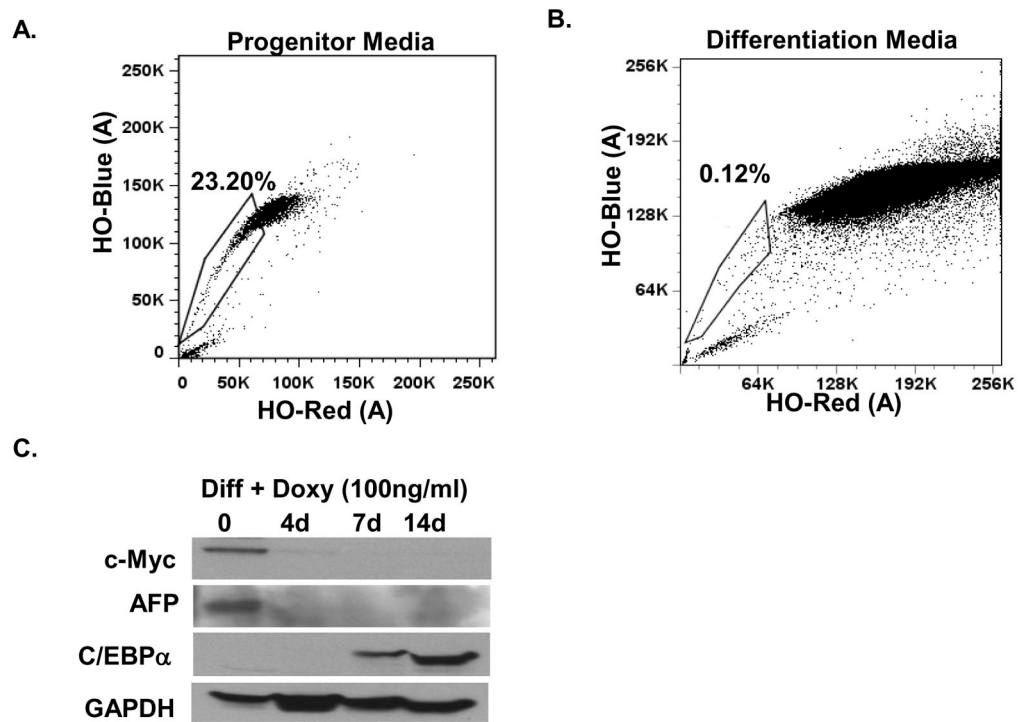 A.
Progenitor Media
250K
200K
150K
100K
50K
0
23.20%
HO-Blue (A)
0 50K 100K 150K 200K 250K
HO-Red (A)
B.
Differentiation Media
256K
192K
128K
64K
0.12%
HO-Blue (A)
64K 128K 192K 256K
HO-Red (A)
C.
Diff + Doxy (100ng/ml)
0 4d 7d 14d
c-Myc
AFP
C/EBPα
GAPDH